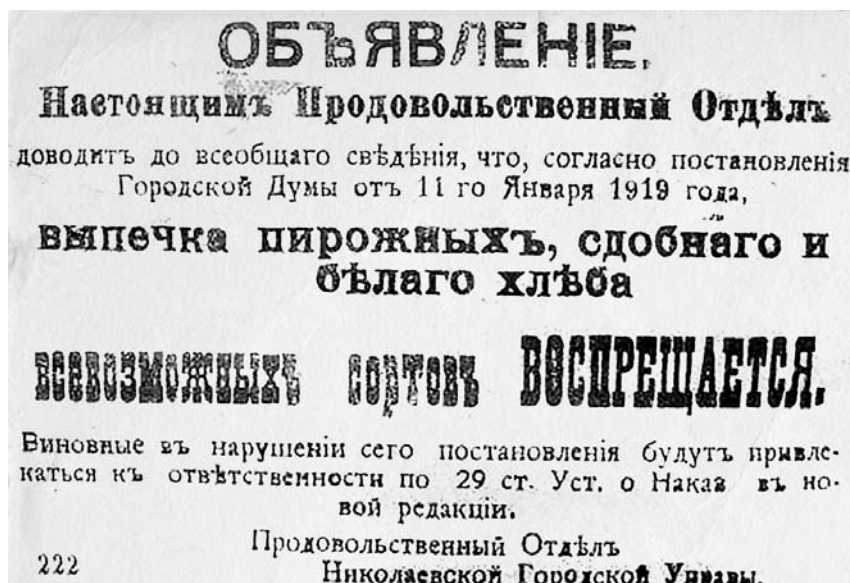 ОБЪЯВЛЕНІЕ.
Настоящимъ Продовольственный Отдѣлъ
доводитъ до всеобщаго свѣдѣнія, что, согласно постановленія
Городской Думы отъ 11 го Января 1919 года,
выпечка пирожныхъ, сдобнаго и
бѣлаго хлѣба
всевозможныхъ сортовъ ВОСПРЕЩАЕТСЯ.
Виновные въ нарушеніи сего постановленія будутъ привле-
каться къ отвѣтственности по 29 ст. Уст. о Наказ въ но-
вой редакціи.
Продовольственный Отдѣлъ
222 Николаевской Городской Управы.